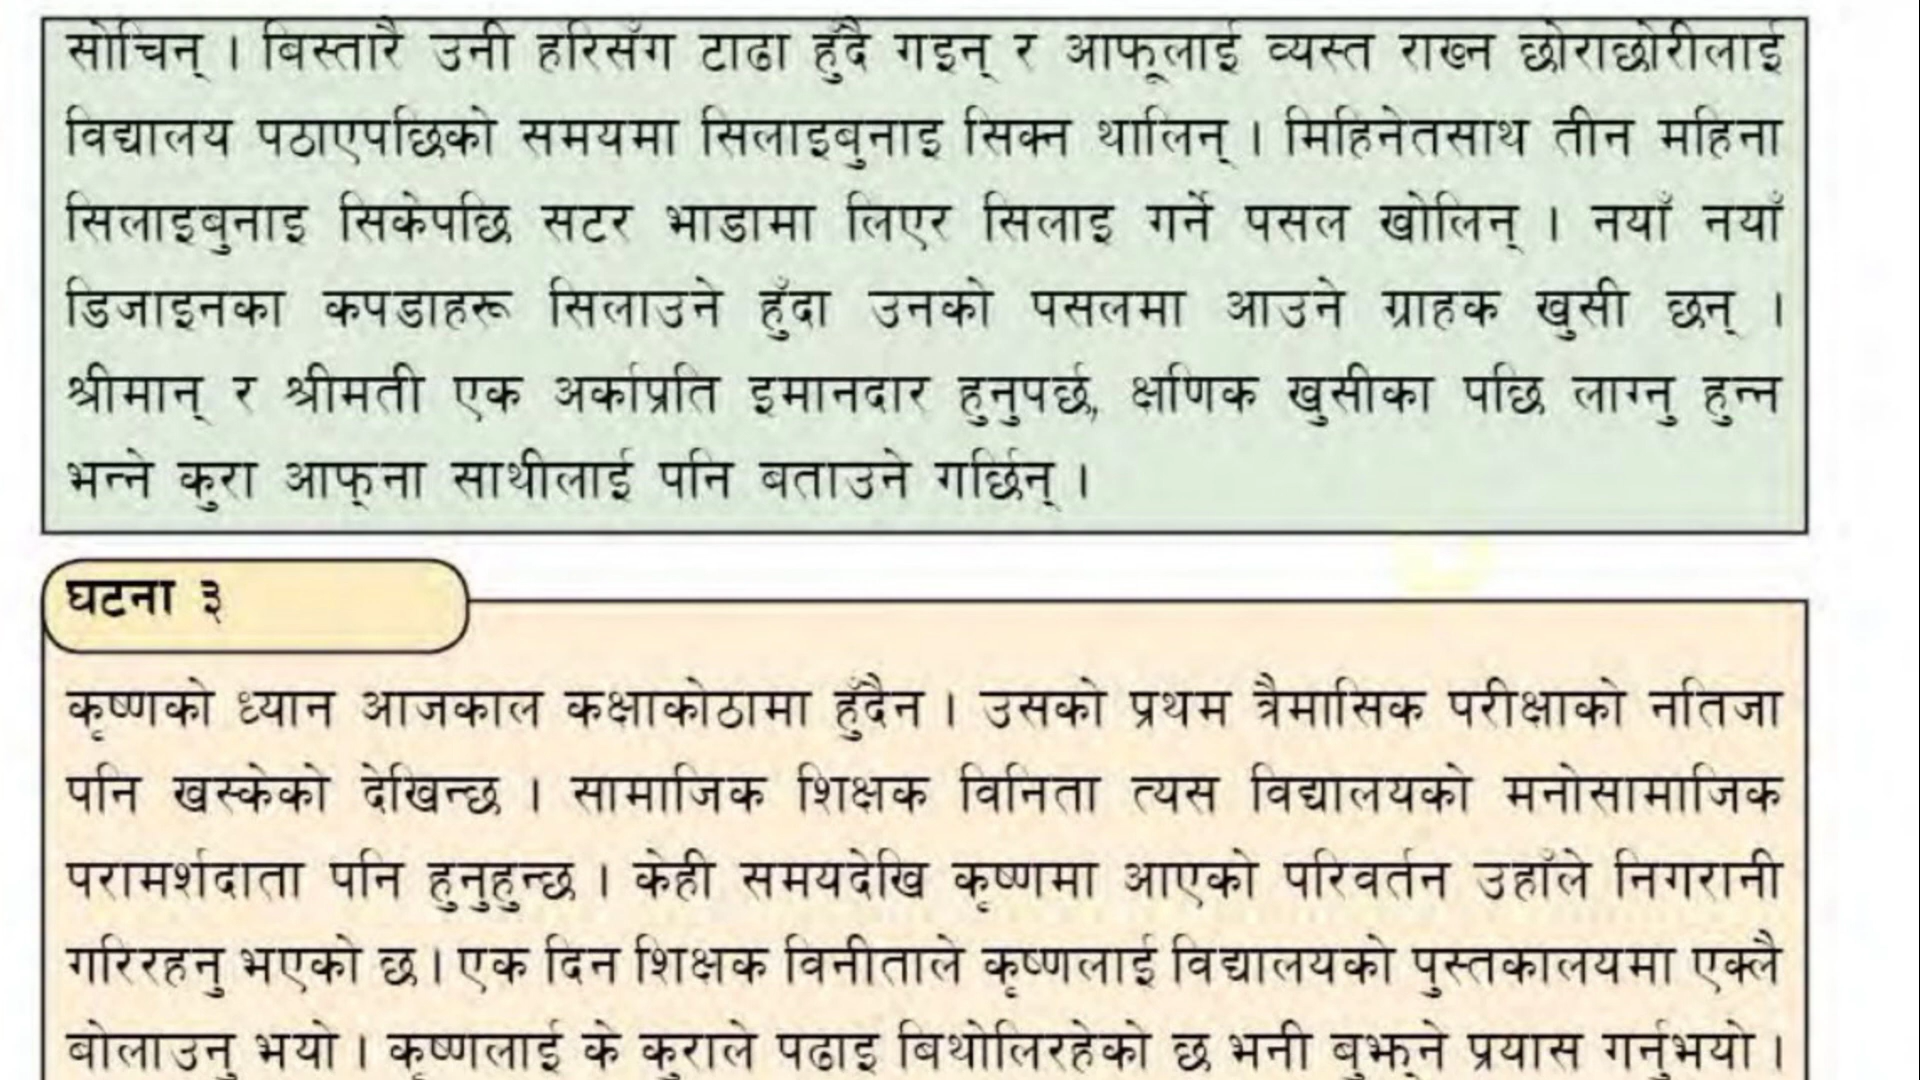 सोचिन् । बिस्तारै उनी हरिसँग टाढा हुँदै गइन् र आफूलाई व्यस्त राख्न छोराछोरीलाई
विद्यालय पठाएपछिको समयमा सिलाइबुनाइ सिक्न थालिन् । मिहिनेतसाथ तीन महिना
सिलाइबुनाइ सिकेपछि सटर भाडामा लिएर सिलाइ गर्ने पसल खोलिन् । नयाँ नयाँ
डिजाइनका कपडाहरू सिलाउने हुँदा उनको पसलमा आउने ग्राहक खुसी छन् ।
श्रीमान् र श्रीमती एक अर्काप्रति इमानदार हुनुपर्छ, क्षणिक खुसीका पछि लाग्नु हुन्न
भन्ने कुरा आफ्ना साथीलाई पनि बताउने गर्छिन् ।
घटना ३
कृष्णको ध्यान आजकाल कक्षाकोठामा हुँदैन । उसको प्रथम त्रैमासिक परीक्षाको नतिजा
पनि खस्केको देखिन्छ । सामाजिक शिक्षक विनिता त्यस विद्यालयको मनोसामाजिक
परामर्शदाता पनि हुनुहुन्छ । केही समयदेखि कृष्णमा आएको परिवर्तन उहाँले निगरानी
गरिरहनु भएको छ । एक दिन शिक्षक विनीताले कृष्णलाई विद्यालयको पुस्तकालयमा एक्लै
बोलाउनु भयो । कृष्णलाई के कुराले पढाइ बिथोलिरहेको छ भनी बुझ्ने प्रयास गर्नुभयो ।